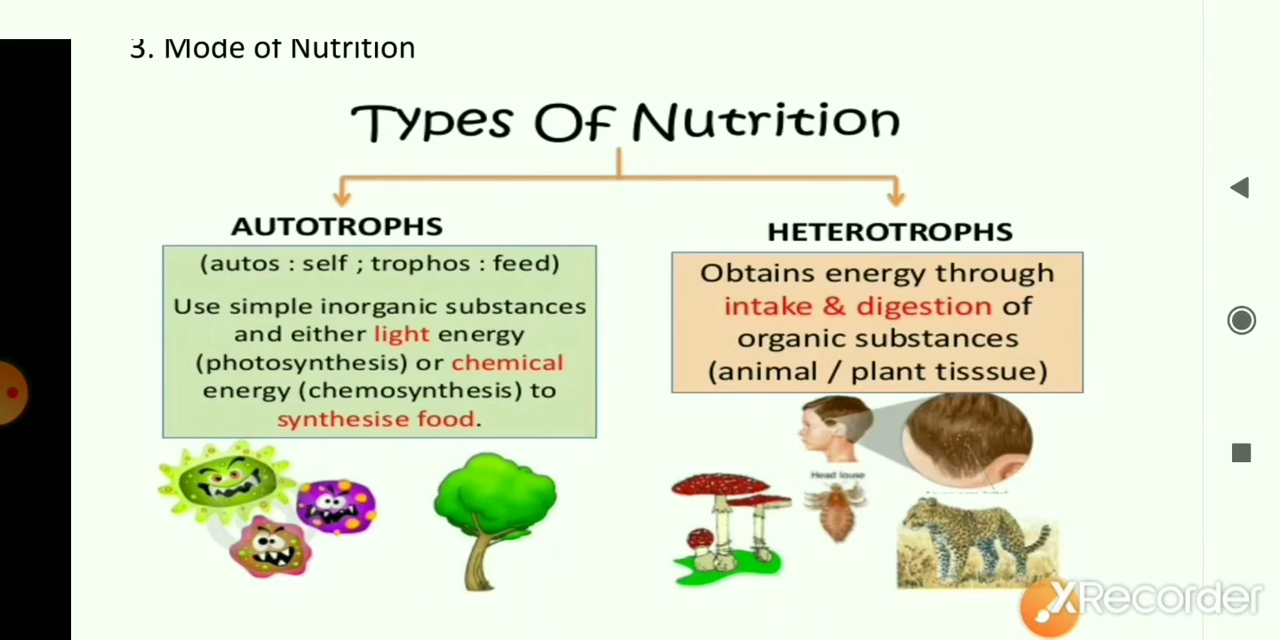 3. Mode of Nutrition
Types Of Nutrition
AUTOTROPHS
(autos : self ; trophos : feed)
Use simple inorganic substances
and either light energy
(photosynthesis) or chemical
energy (chemosynthesis) to
synthesise food.
HETEROTROPHS
Obtains energy through
intake & digestion of
organic substances
(animal / plant tisssue)
Head louse
XRecorder